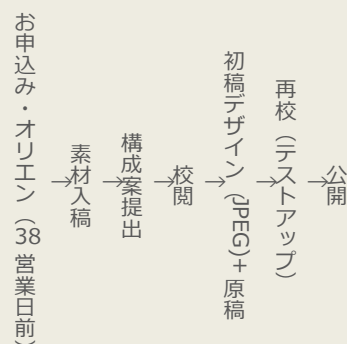 お申込み・オリエン（38営業日前）
→
素材入稿
→
構成案提出
→
校閲
→
初稿デザイン（JPEG)＋原稿
→
再校（テストアップ）
→
公開